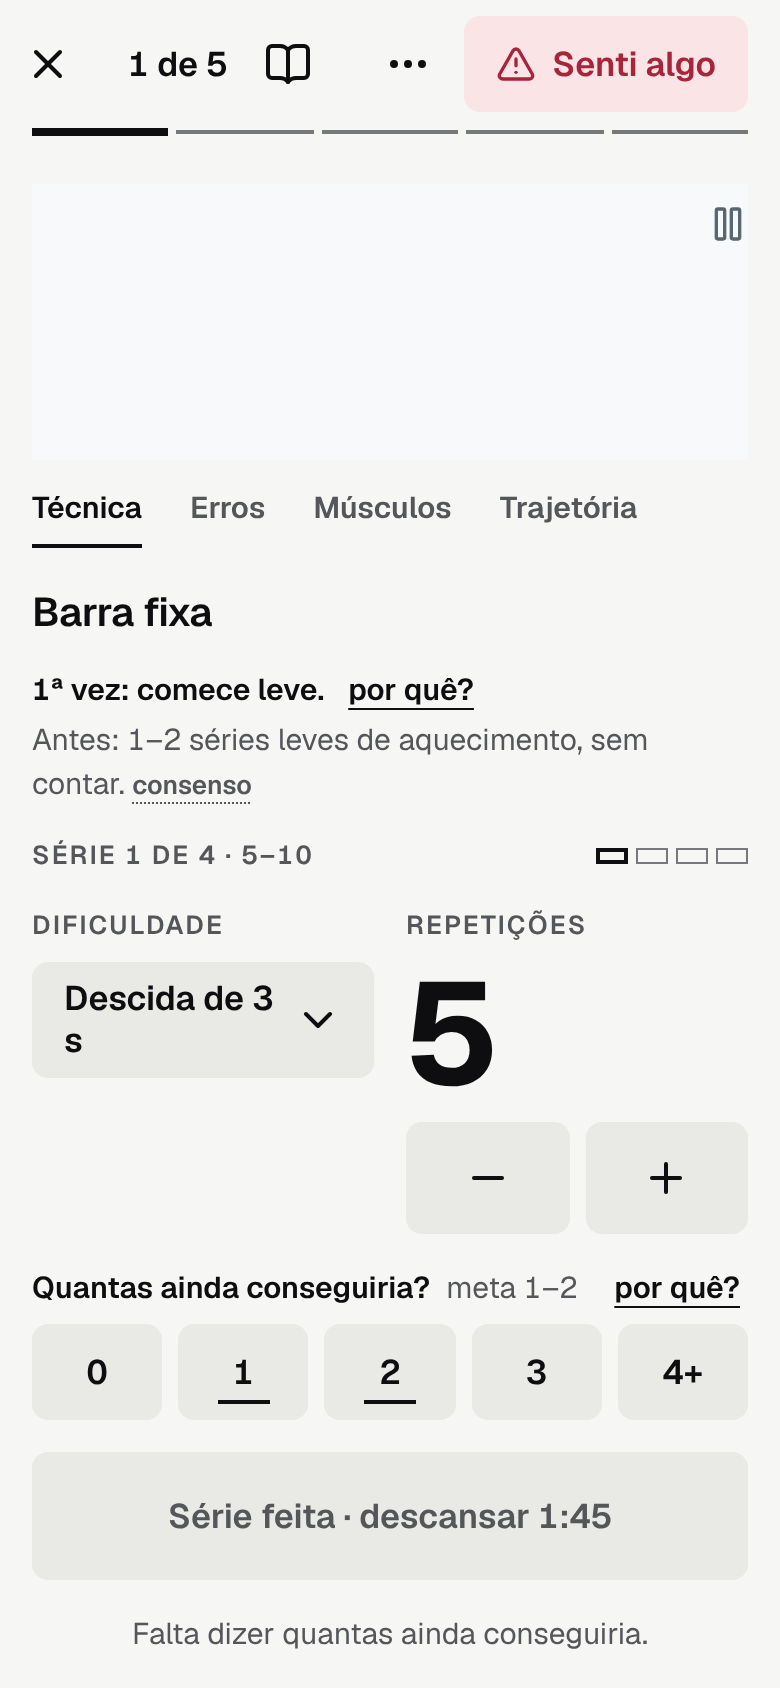 1 de 5
Senti algo
Técnica Erros Músculos Trajetória
Barra fixa
1ª vez: comece leve. por quê?
Antes: 1–2 séries leves de aquecimento, sem
contar. consenso
SÉRIE 1 DE 4 · 5–10
DIFICULDADE
REPETIÇÕES
Descida de 3
s
5
Quantas ainda conseguiria? meta 1–2 por quê?
0 1 2 3 4+
Série feita · descansar 1:45
Falta dizer quantas ainda conseguiria.